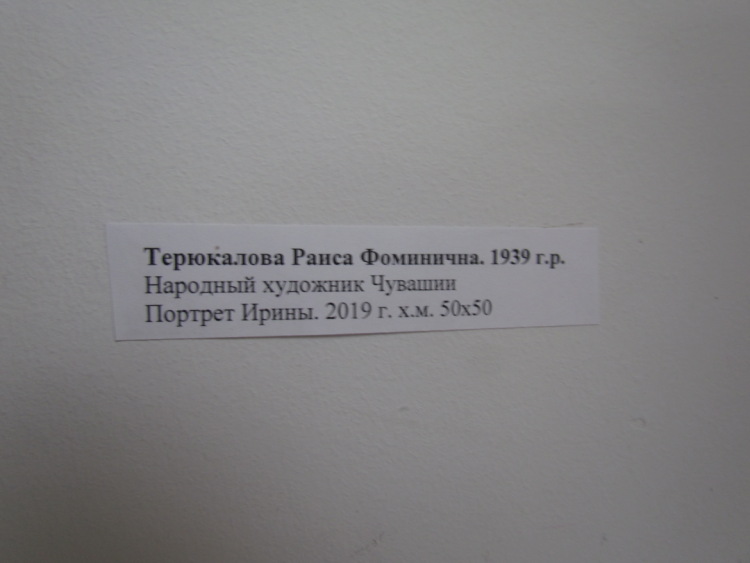 Терюкалова Раиса Фоминична. 1939 г.р.
Народный художник Чувашии
Портрет Ирины. 2019 г. х.м. 50х50